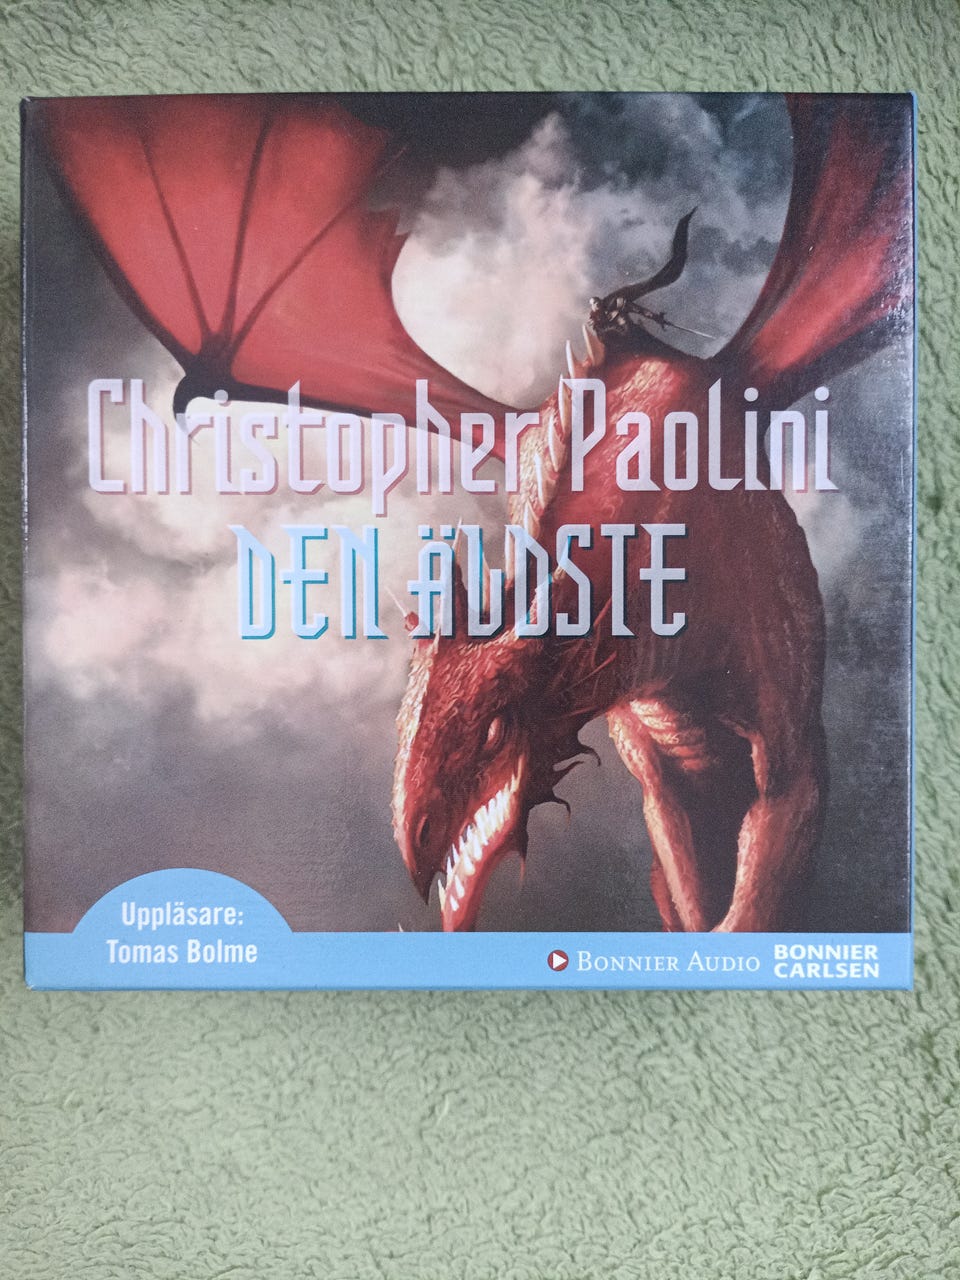 Christopher Paolini
DEN ÄLDSTE
Uppläsare:
Tomas Bolme
BONNIER AUDIO
BONNIER
CARLSEN